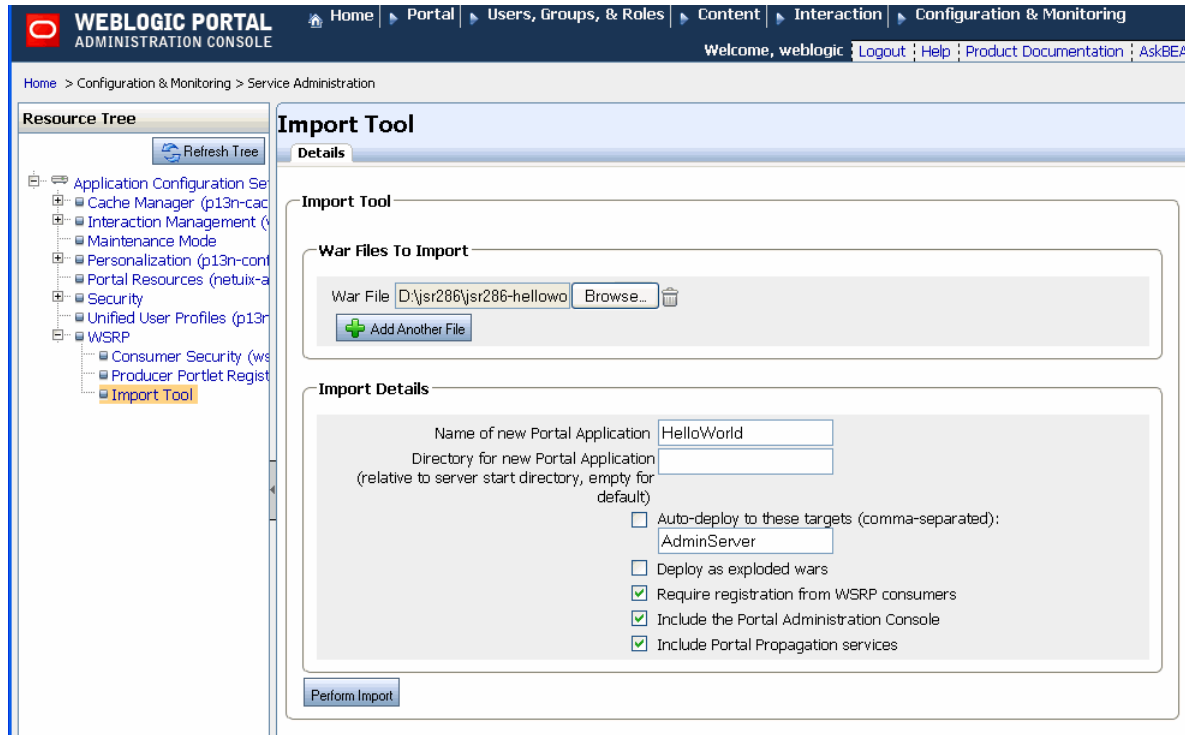 WEBLOGIC PORTAL
ADMINISTRATION CONSOLE
Home Portal Users, Groups, & Roles Content Interaction Configuration & Monitoring
Welcome, weblogic Logout Help Product Documentation AskBEA
Home > Configuration & Monitoring > Service Administration
Resource Tree
Refresh Tree
Application Configuration Se
Cache Manager (p13n-cac
Interaction Management (
Maintenance Mode
Personalization (p13n-conf
Portal Resources (netuix-a
Security
Unified User Profiles (p13r
WSRP
Consumer Security (ws
Producer Portlet Regist
Import Tool
Import Tool
Details
Import Tool
War Files To Import
War File D:\jsr286\jsr286-hellowo Browse...
Add Another File
Import Details
Name of new Portal Application HelloWorld
Directory for new Portal Application
(relative to server start directory, empty for
default)
Auto-deploy to these targets (comma-separated):
AdminServer
Deploy as exploded wars
Require registration from WSRP consumers
Include the Portal Administration Console
Include Portal Propagation services
Perform Import